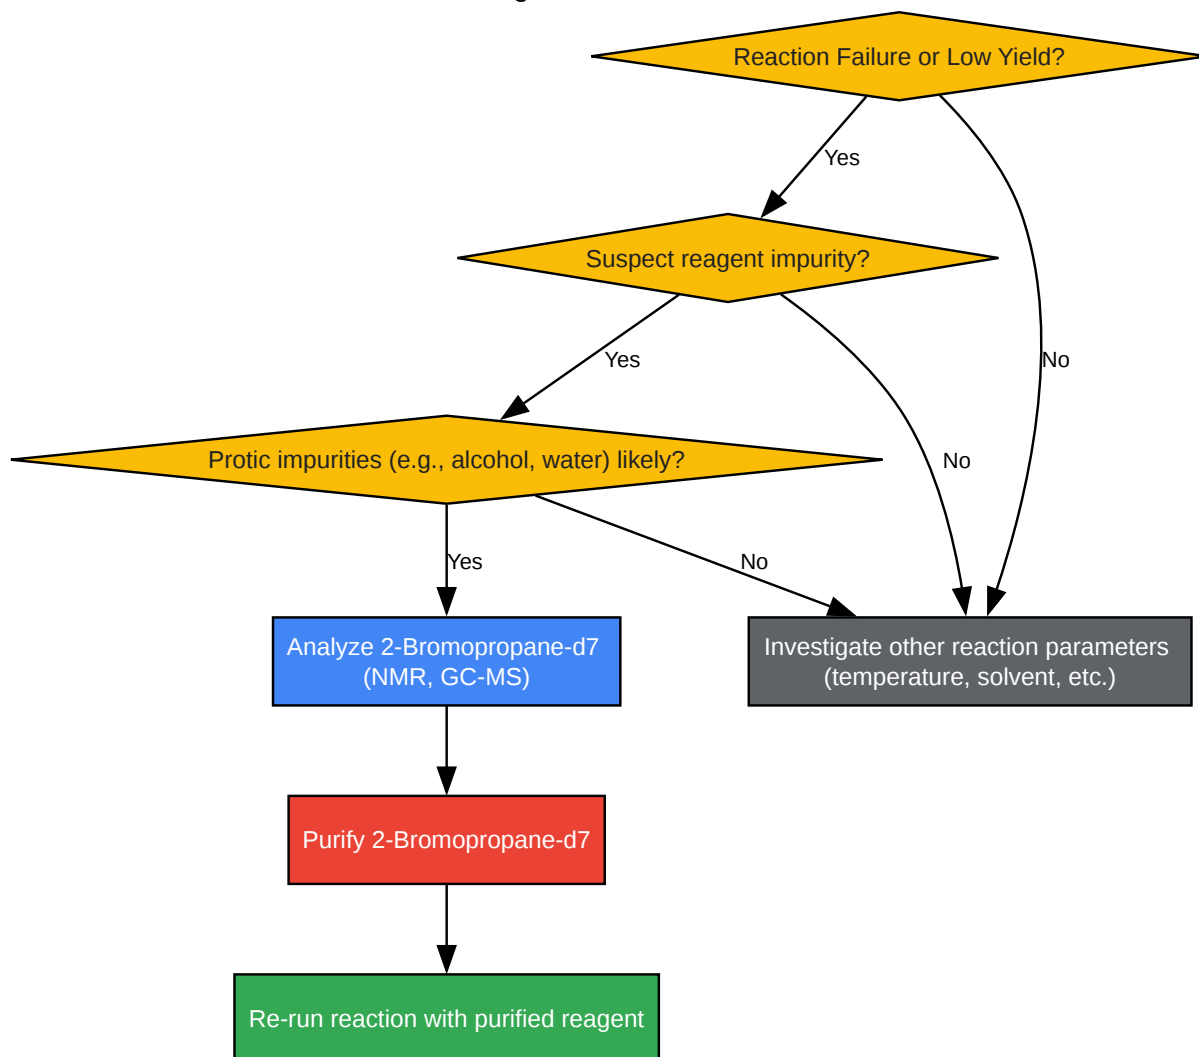 Reaction Failure or Low Yield?
Yes
Suspect reagent impurity?
Yes
No
Protic impurities (e.g., alcohol, water) likely?
No
Yes
No
Analyze 2-Bromopropane-d7
(NMR, GC-MS)
Investigate other reaction parameters
(temperature, solvent, etc.)
Purify 2-Bromopropane-d7
Re-run reaction with purified reagent